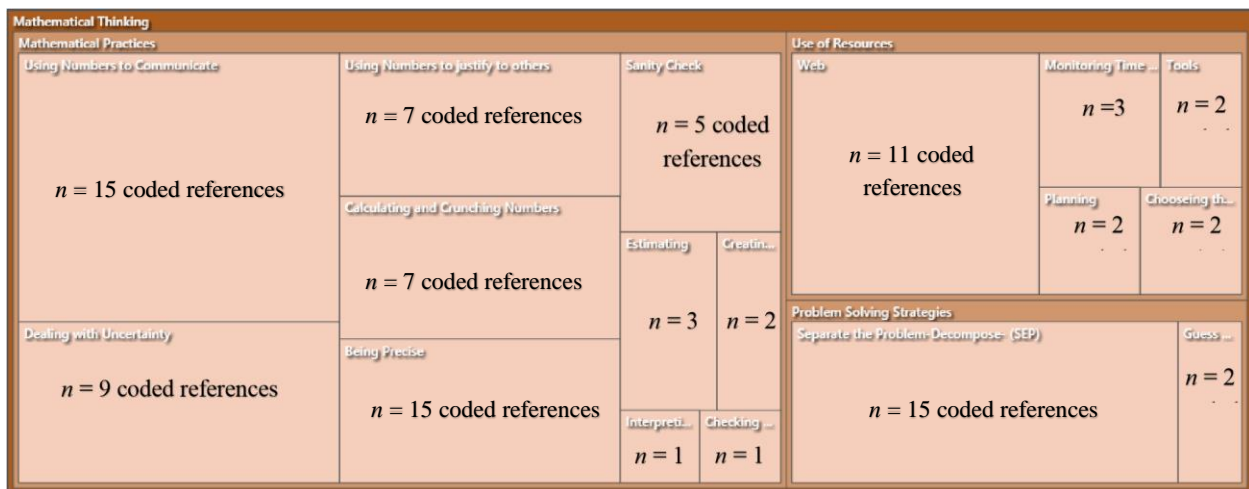 Mathematical Thinking
Mathematical Practices
Using Numbers to Communicate
n = 15 coded references
Dealing with Uncertainty
n = 9 coded references
Using Numbers to justify to others
n = 7 coded references
Calculating and Crunching Numbers
n = 7 coded references
Being Precise
n = 15 coded references
Sanity Check
n = 5 coded
references
Estimating
n = 3
Creatin...
n = 2
Interpreti...
n = 1
Checking ...
n = 1
Use of Resources
Web
n = 11 coded
references
Monitoring Time ...
n =3
Tools
n = 2
Planning
n = 2
Chooseing th...
n = 2
Problem Solving Strategies
Separate the Problem-Decompose- (SEP)
n = 15 coded references
Guess ...
n = 2